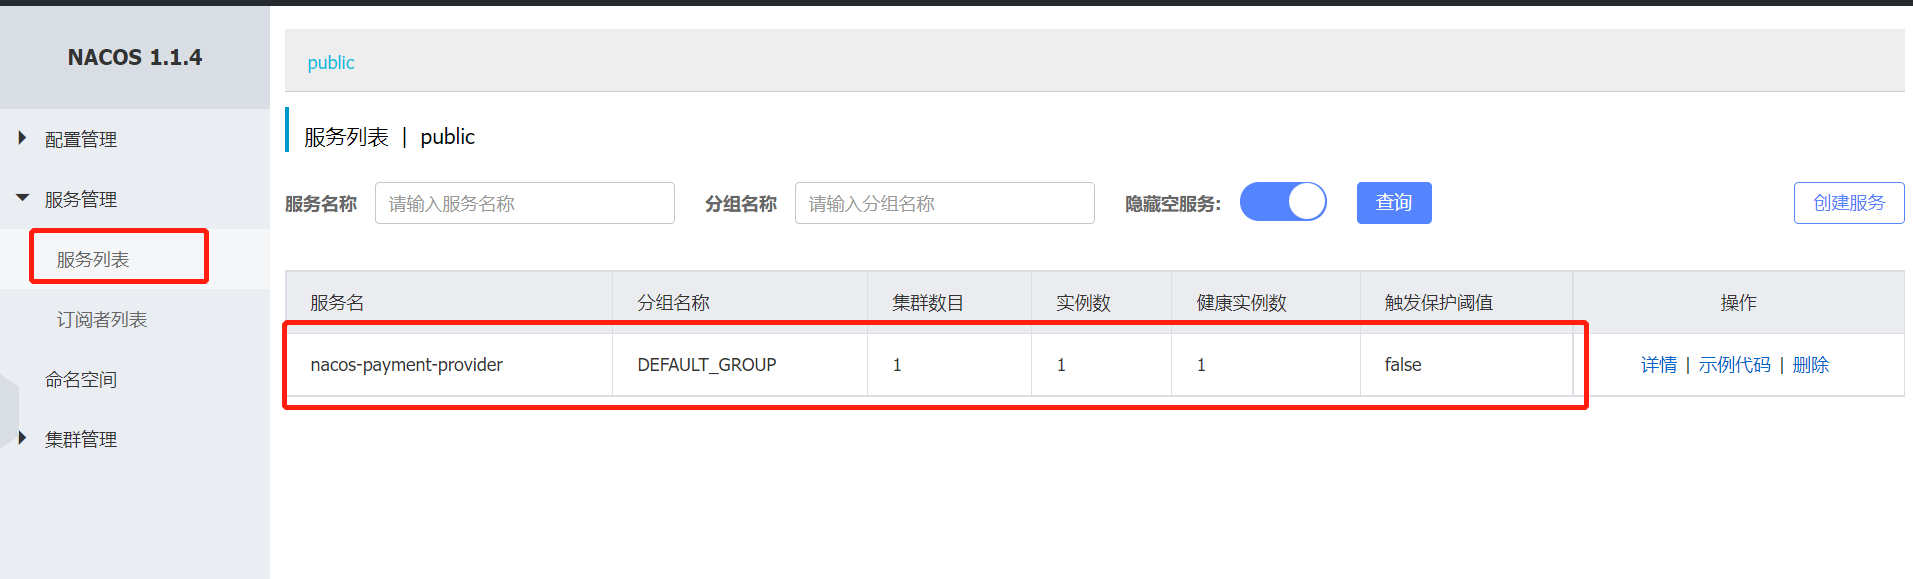 NACOS 1.1.4
配置管理
服务管理
服务列表
订阅者列表
命名空间
集群管理
public
服务列表 | public
服务名称 请输入服务名称 分组名称 请输入分组名称 隐藏空服务: 查询 创建服务
服务名 分组名称 集群数目 实例数 健康实例数 触发保护阈值 操作
nacos-payment-provider DEFAULT_GROUP 1 1 1 false 详情 | 示例代码 | 删除